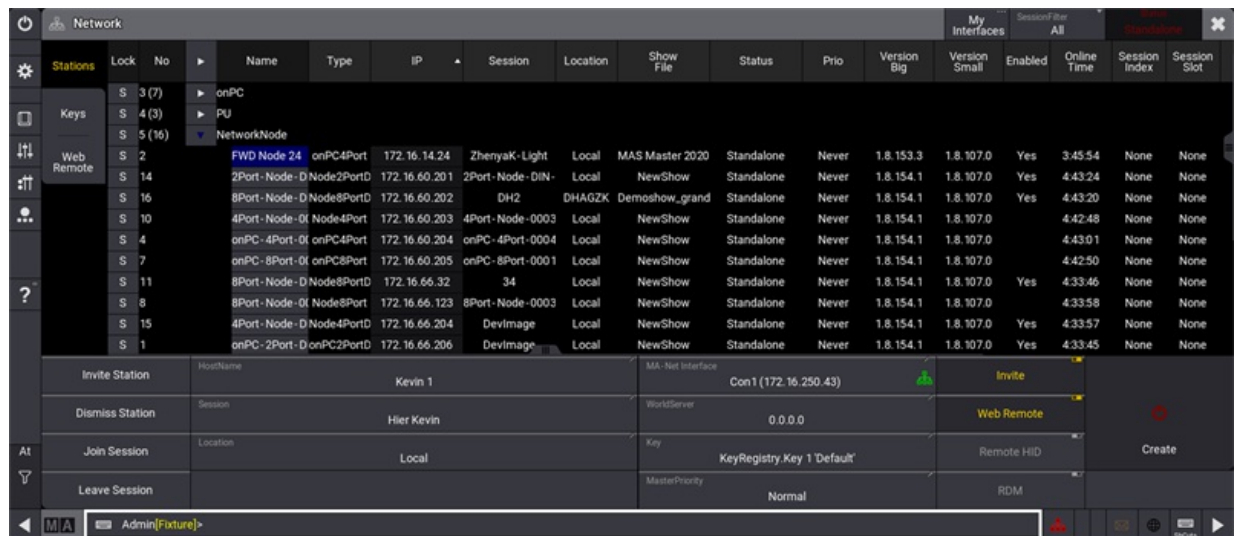 Network
My Interfaces
SessionFilter
All
Status
Standalone
Stations Lock No Name Type IP Session Location Show File Status Prio Version Big Version Small Enabled Online Time Session Index Session Slot
Keys
Web Remote
S 3 (7) onPC
S 4 (3) PU
S 5 (16) NetworkNode
S 2 FWD Node 24 onPC4Port 172.16.14.24 ZhenyaK-Light Local MAS Master 2020 Standalone Never 1.8.153.3 1.8.107.0 Yes 3:45:54 None None
S 14 2Port-Node-D Node2PortD 172.16.60.201 2Port-Node-DIN- Local NewShow Standalone Never 1.8.154.1 1.8.107.0 Yes 4:43:24 None None
S 16 8Port-Node-D Node8PortD 172.16.60.202 DH2 DHAGZK Demoshow_grand Standalone Never 1.8.154.1 1.8.107.0 Yes 4:43:20 None None
S 10 4Port-Node-0( Node4Port 172.16.60.203 4Port-Node-0003 Local NewShow Standalone Never 1.8.154.1 1.8.107.0 4:42:48 None None
S 4 onPC-4Port-0( onPC4Port 172.16.60.204 onPC-4Port-0004 Local NewShow Standalone Never 1.8.154.1 1.8.107.0 4:43:01 None None
S 7 onPC-8Port-0( onPC8Port 172.16.60.205 onPC-8Port-0001 Local NewShow Standalone Never 1.8.154.1 1.8.107.0 4:42:50 None None
S 11 8Port-Node-D Node8PortD 172.16.66.32 34 Local NewShow Standalone Never 1.8.154.1 1.8.107.0 Yes 4:33:46 None None
S 8 8Port-Node-0( Node8Port 172.16.66.123 8Port-Node-0003 Local NewShow Standalone Never 1.8.154.1 1.8.107.0 4:33:58 None None
S 15 4Port-Node-D Node4PortD 172.16.66.204 DevImage Local NewShow Standalone Never 1.8.154.1 1.8.107.0 Yes 4:33:57 None None
S 1 onPC-2Port-D onPC2PortD 172.16.66.206 DevImage Local NewShow Standalone Never 1.8.154.1 1.8.107.0 Yes 4:33:45 None None
Invite Station
HostName
Kevin 1
MA-Net Interface
Con1 (172.16.250.43)
Invite
Dismiss Station
Session
Hier Kevin
WorldServer
0.0.0.0
Web Remote
Join Session
Location
Local
Key
KeyRegistry.Key 1 'Default'
Remote HID
Create
Leave Session
MasterPriority
Normal
RDM
At
?
MA
Admin[Fixture]>